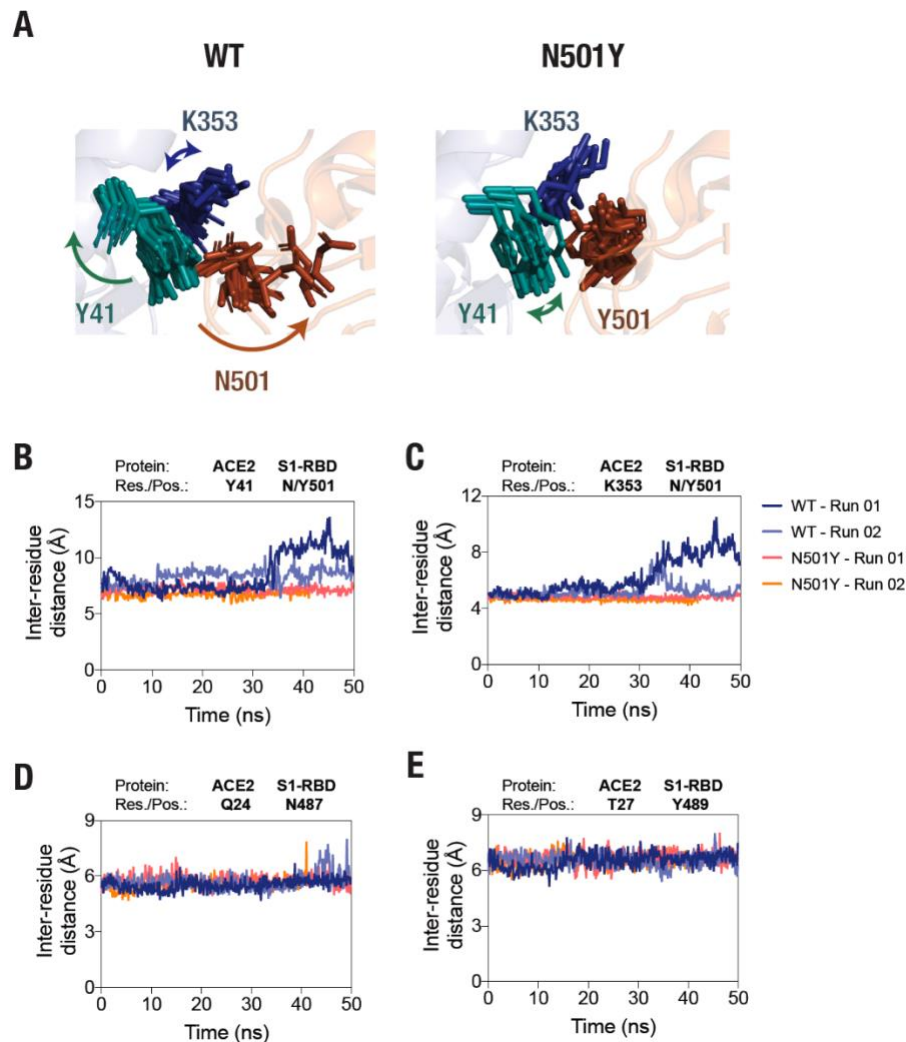 A
WT
N501Y
K353
K353
Y41
N501
Y41
Y501
B
Protein: ACE2 S1-RBD
Res./Pos.: Y41 N/Y501
Inter-residue
distance (Å)
15
10
5
0
0 10 20 30 40 50
Time (ns)
C
Protein: ACE2 S1-RBD
Res./Pos.: K353 N/Y501
Inter-residue
distance (Å)
12
8
4
0
0 10 20 30 40 50
Time (ns)
WT - Run 01
WT - Run 02
N501Y - Run 01
N501Y - Run 02
D
Protein: ACE2 S1-RBD
Res./Pos.: Q24 N487
Inter-residue
distance (Å)
9
6
3
0
0 10 20 30 40 50
Time (ns)
E
Protein: ACE2 S1-RBD
Res./Pos.: T27 Y489
Inter-residue
distance (Å)
9
6
3
0
0 10 20 30 40 50
Time (ns)